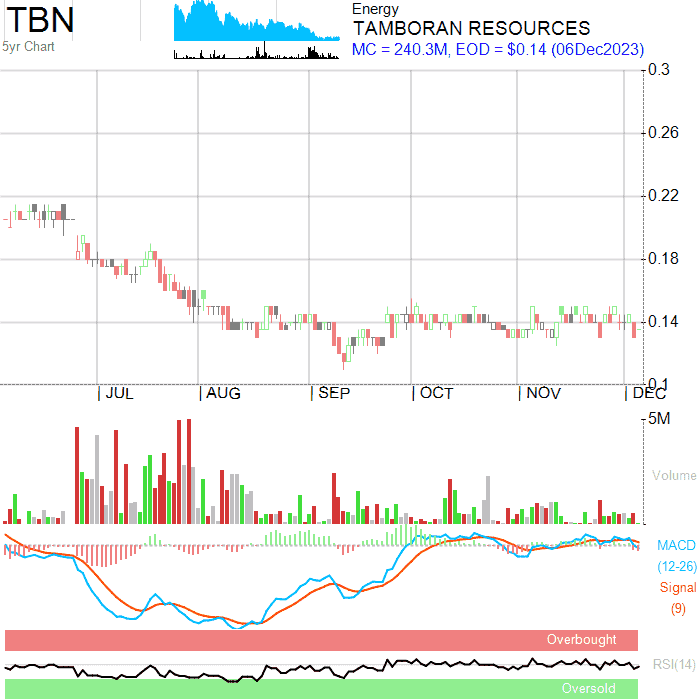 TBN
5yr Chart
Energy
TAMBORAN RESOURCES
MC = 240.3M, EOD = $0.14 (06Dec2023)
0.3
0.26
0.22
0.18
0.14
0.1
JUL AUG SEP OCT NOV DEC
5M
Volume
MACD
(12-26)
Signal
(9)
Overbought
RSI(14)
Oversold